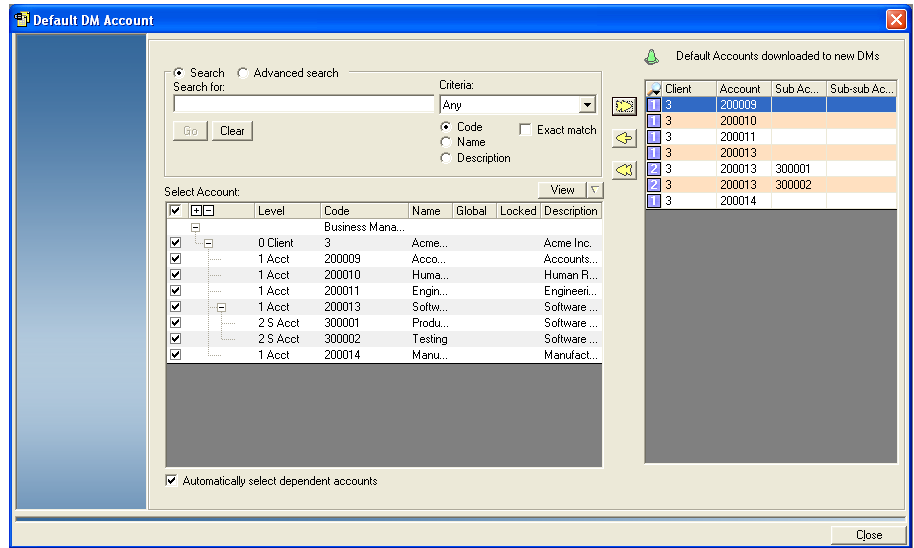 Default DM Account
Search Advanced search
Search for:
Criteria:
Any
Go Clear
Code
Name
Description
Exact match
Select Account:
View
Level Code Name Global Locked Description
Business Mana...
0 Client 3 Acme... Acme Inc.
1 Acct 200009 Acco... Accounts...
1 Acct 200010 Huma... Human R...
1 Acct 200011 Engin... Engineeri...
1 Acct 200013 Softw... Software ...
2 S Acct 300001 Produ... Software ...
2 S Acct 300002 Testing Software ...
1 Acct 200014 Manu... Manufact...
Automatically select dependent accounts
Default Accounts downloaded to new DMs
Client Account Sub Ac... Sub-sub Ac...
1 3 200009
1 3 200010
1 3 200011
1 3 200013
2 3 200013 300001
2 3 200013 300002
1 3 200014
Close